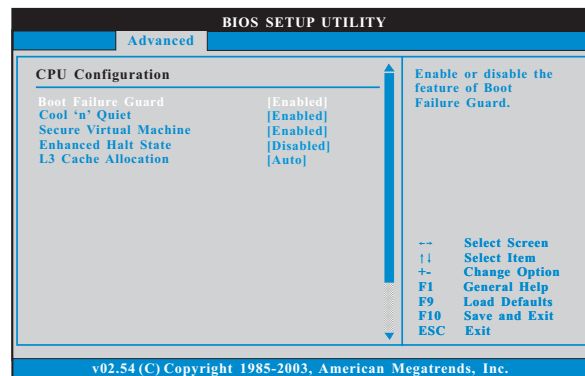 BIOS SETUP UTILITY
Advanced
CPU Configuration
Boot Failure Guard [Enabled]
Cool ‘n’ Quiet [Enabled]
Secure Virtual Machine [Enabled]
Enhanced Halt State [Disabled]
L3 Cache Allocation [Auto]
Enable or disable the
feature of Boot
Failure Guard.
←→ Select Screen
↑↓ Select Item
+- Change Option
F1 General Help
F9 Load Defaults
F10 Save and Exit
ESC Exit
v02.54 (C) Copyright 1985-2003, American Megatrends, Inc.